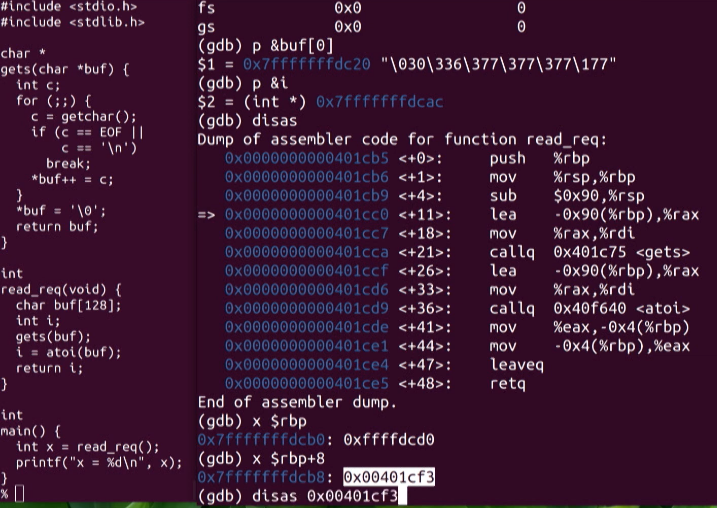 #include <stdio.h>
#include <stdlib.h>

char *
gets(char *buf) {
  int c;
  for (;;) {
    c = getchar();
    if (c == EOF ||
        c == '\n')
      break;
    *buf++ = c;
  }
  *buf = '\0';
  return buf;
}

int
read_req(void) {
  char buf[128];
  int i;
  gets(buf);
  i = atoi(buf);
  return i;
}

int
main() {
  int x = read_req();
  printf("x = %d\n", x);
}
%
fs 0x0 0
gs 0x0 0
(gdb) p &buf[0]
$1 = 0x7fffffffdc20 "\030\336\377\377\377\177"
(gdb) p &i
$2 = (int *) 0x7fffffffdcac
(gdb) disas
Dump of assembler code for function read_req:
   0x0000000000401cb5 <+0>: push %rbp
   0x0000000000401cb6 <+1>: mov %rsp,%rbp
   0x0000000000401cb9 <+4>: sub $0x90,%rsp
=> 0x0000000000401cc0 <+11>: lea -0x90(%rbp),%rax
   0x0000000000401cc7 <+18>: mov %rax,%rdi
   0x0000000000401cca <+21>: callq 0x401c75 <gets>
   0x0000000000401ccf <+26>: lea -0x90(%rbp),%rax
   0x0000000000401cd6 <+33>: mov %rax,%rdi
   0x0000000000401cd9 <+36>: callq 0x40f640 <atoi>
   0x0000000000401cde <+41>: mov %eax,-0x4(%rbp)
   0x0000000000401ce1 <+44>: mov -0x4(%rbp),%eax
   0x0000000000401ce4 <+47>: leaveq
   0x0000000000401ce5 <+48>: retq
End of assembler dump.
(gdb) x $rbp
0x7fffffffdcb0: 0xffffdcd0
(gdb) x $rbp+8
0x7fffffffdcb8: 0x00401cf3
(gdb) disas 0x00401cf3